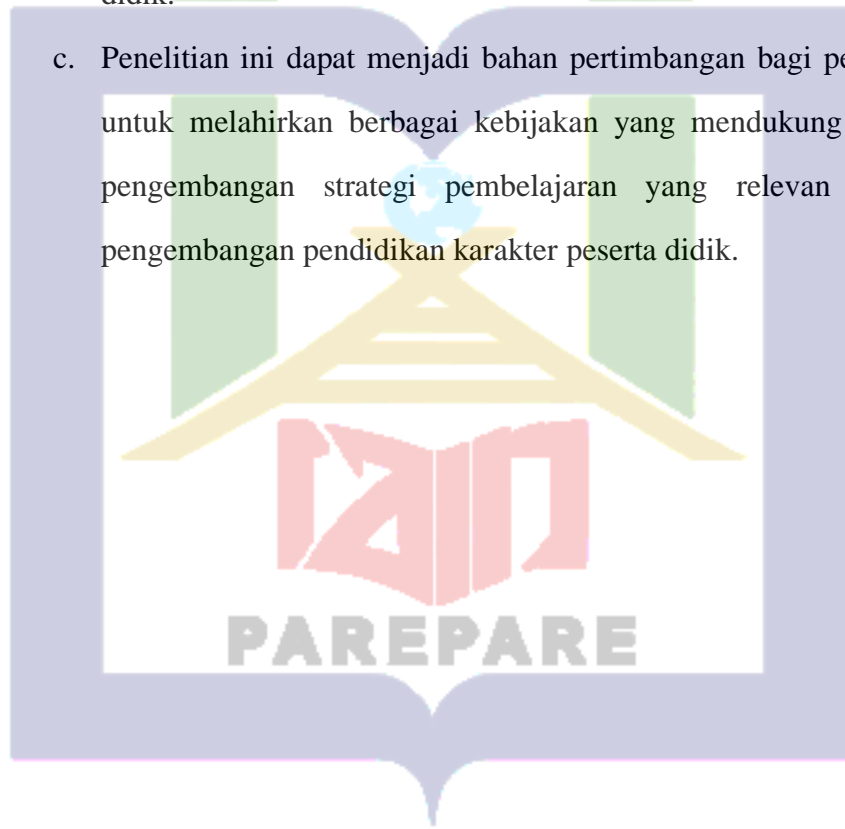 didik.
c. Penelitian ini dapat menjadi bahan pertimbangan bagi
untuk melahirkan berbagai kebijakan yang mendukung
pengembangan strategi pembelajaran yang relevan
pengembangan pendidikan karakter peserta didik.
iain
PAREPARE